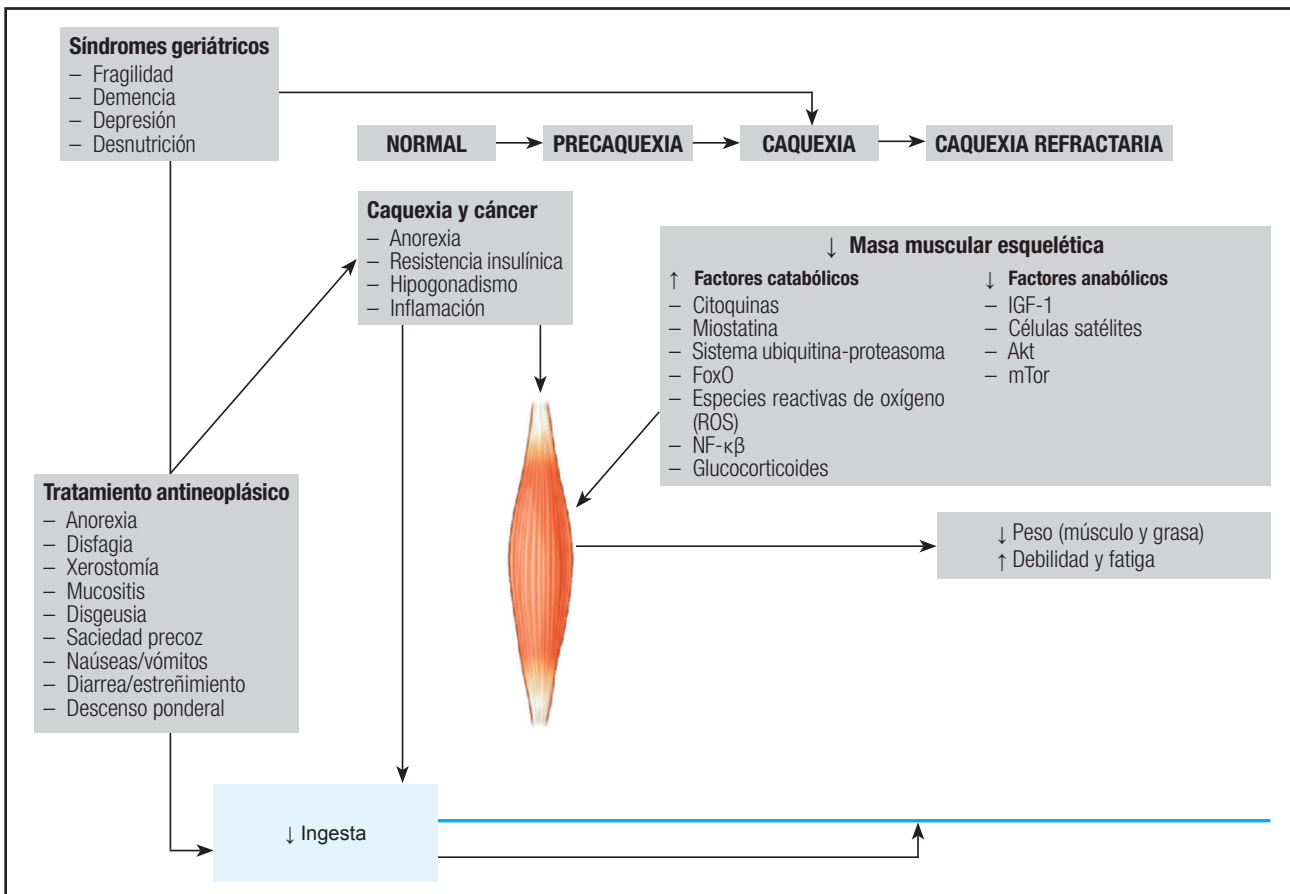 Síndromes geriátricos
– Fragilidad
– Demencia
– Depresión
– Desnutrición
NORMAL
PRECAQUEXIA
CAQUEXIA
CAQUEXIA REFRACTARIA
Caquexia y cáncer
– Anorexia
– Resistencia insulínica
– Hipogonadismo
– Inflamación
↓ Masa muscular esquelética
↑ Factores catabólicos
– Citoquinas
– Miostatina
– Sistema ubiquitina-proteasoma
– FoxO
– Especies reactivas de oxígeno
(ROS)
– NF-κβ
– Glucocorticoides
↓ Factores anabólicos
– IGF-1
– Células satélites
– Akt
– mTor
Tratamiento antineoplásico
– Anorexia
– Disfagia
– Xerostomía
– Mucositis
– Disgeusia
– Saciedad precoz
– Naúseas/vómitos
– Diarrea/estreñimiento
– Descenso ponderal
↓ Peso (músculo y grasa)
↑ Debilidad y fatiga
↓ Ingesta